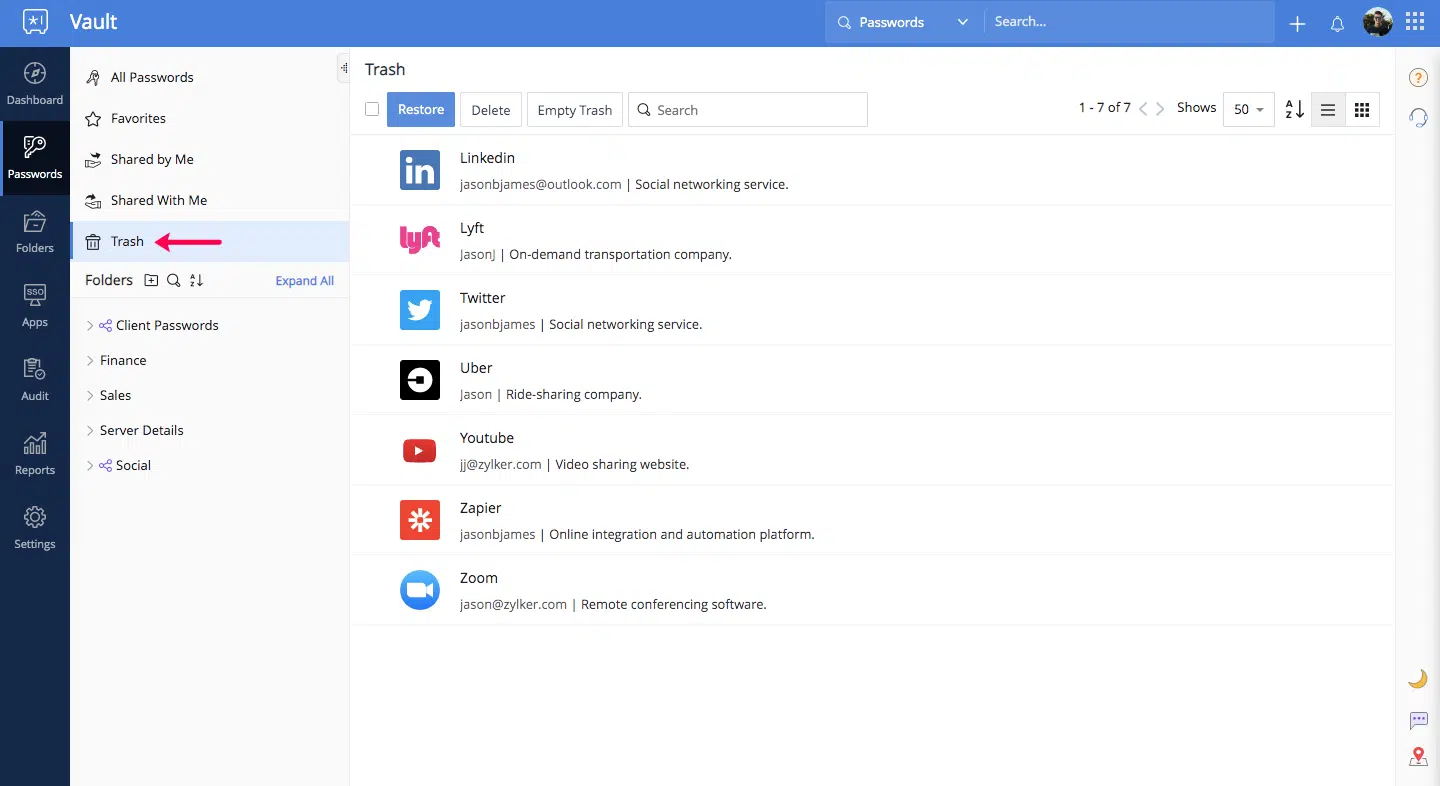 Vault
Passwords
Search...
Dashboard
Passwords
Folders
Apps
Audit
Reports
Settings
All Passwords
Favorites
Shared by Me
Shared With Me
Trash
Folders
Expand All
Client Passwords
Finance
Sales
Server Details
Social
Trash
Restore Delete Empty Trash Search
1 - 7 of 7 Shows 50 A Z
in
Linkedin
jasonbjames@outlook.com | Social networking service.
lyft
Lyft
JasonJ | On-demand transportation company.
Twitter
jasonbjames | Social networking service.
Uber
Jason | Ride-sharing company.
Youtube
jj@zylker.com | Video sharing website.
Zapier
jasonbjames | Online integration and automation platform.
Zoom
jason@zylker.com | Remote conferencing software.
SSO
A Z
?